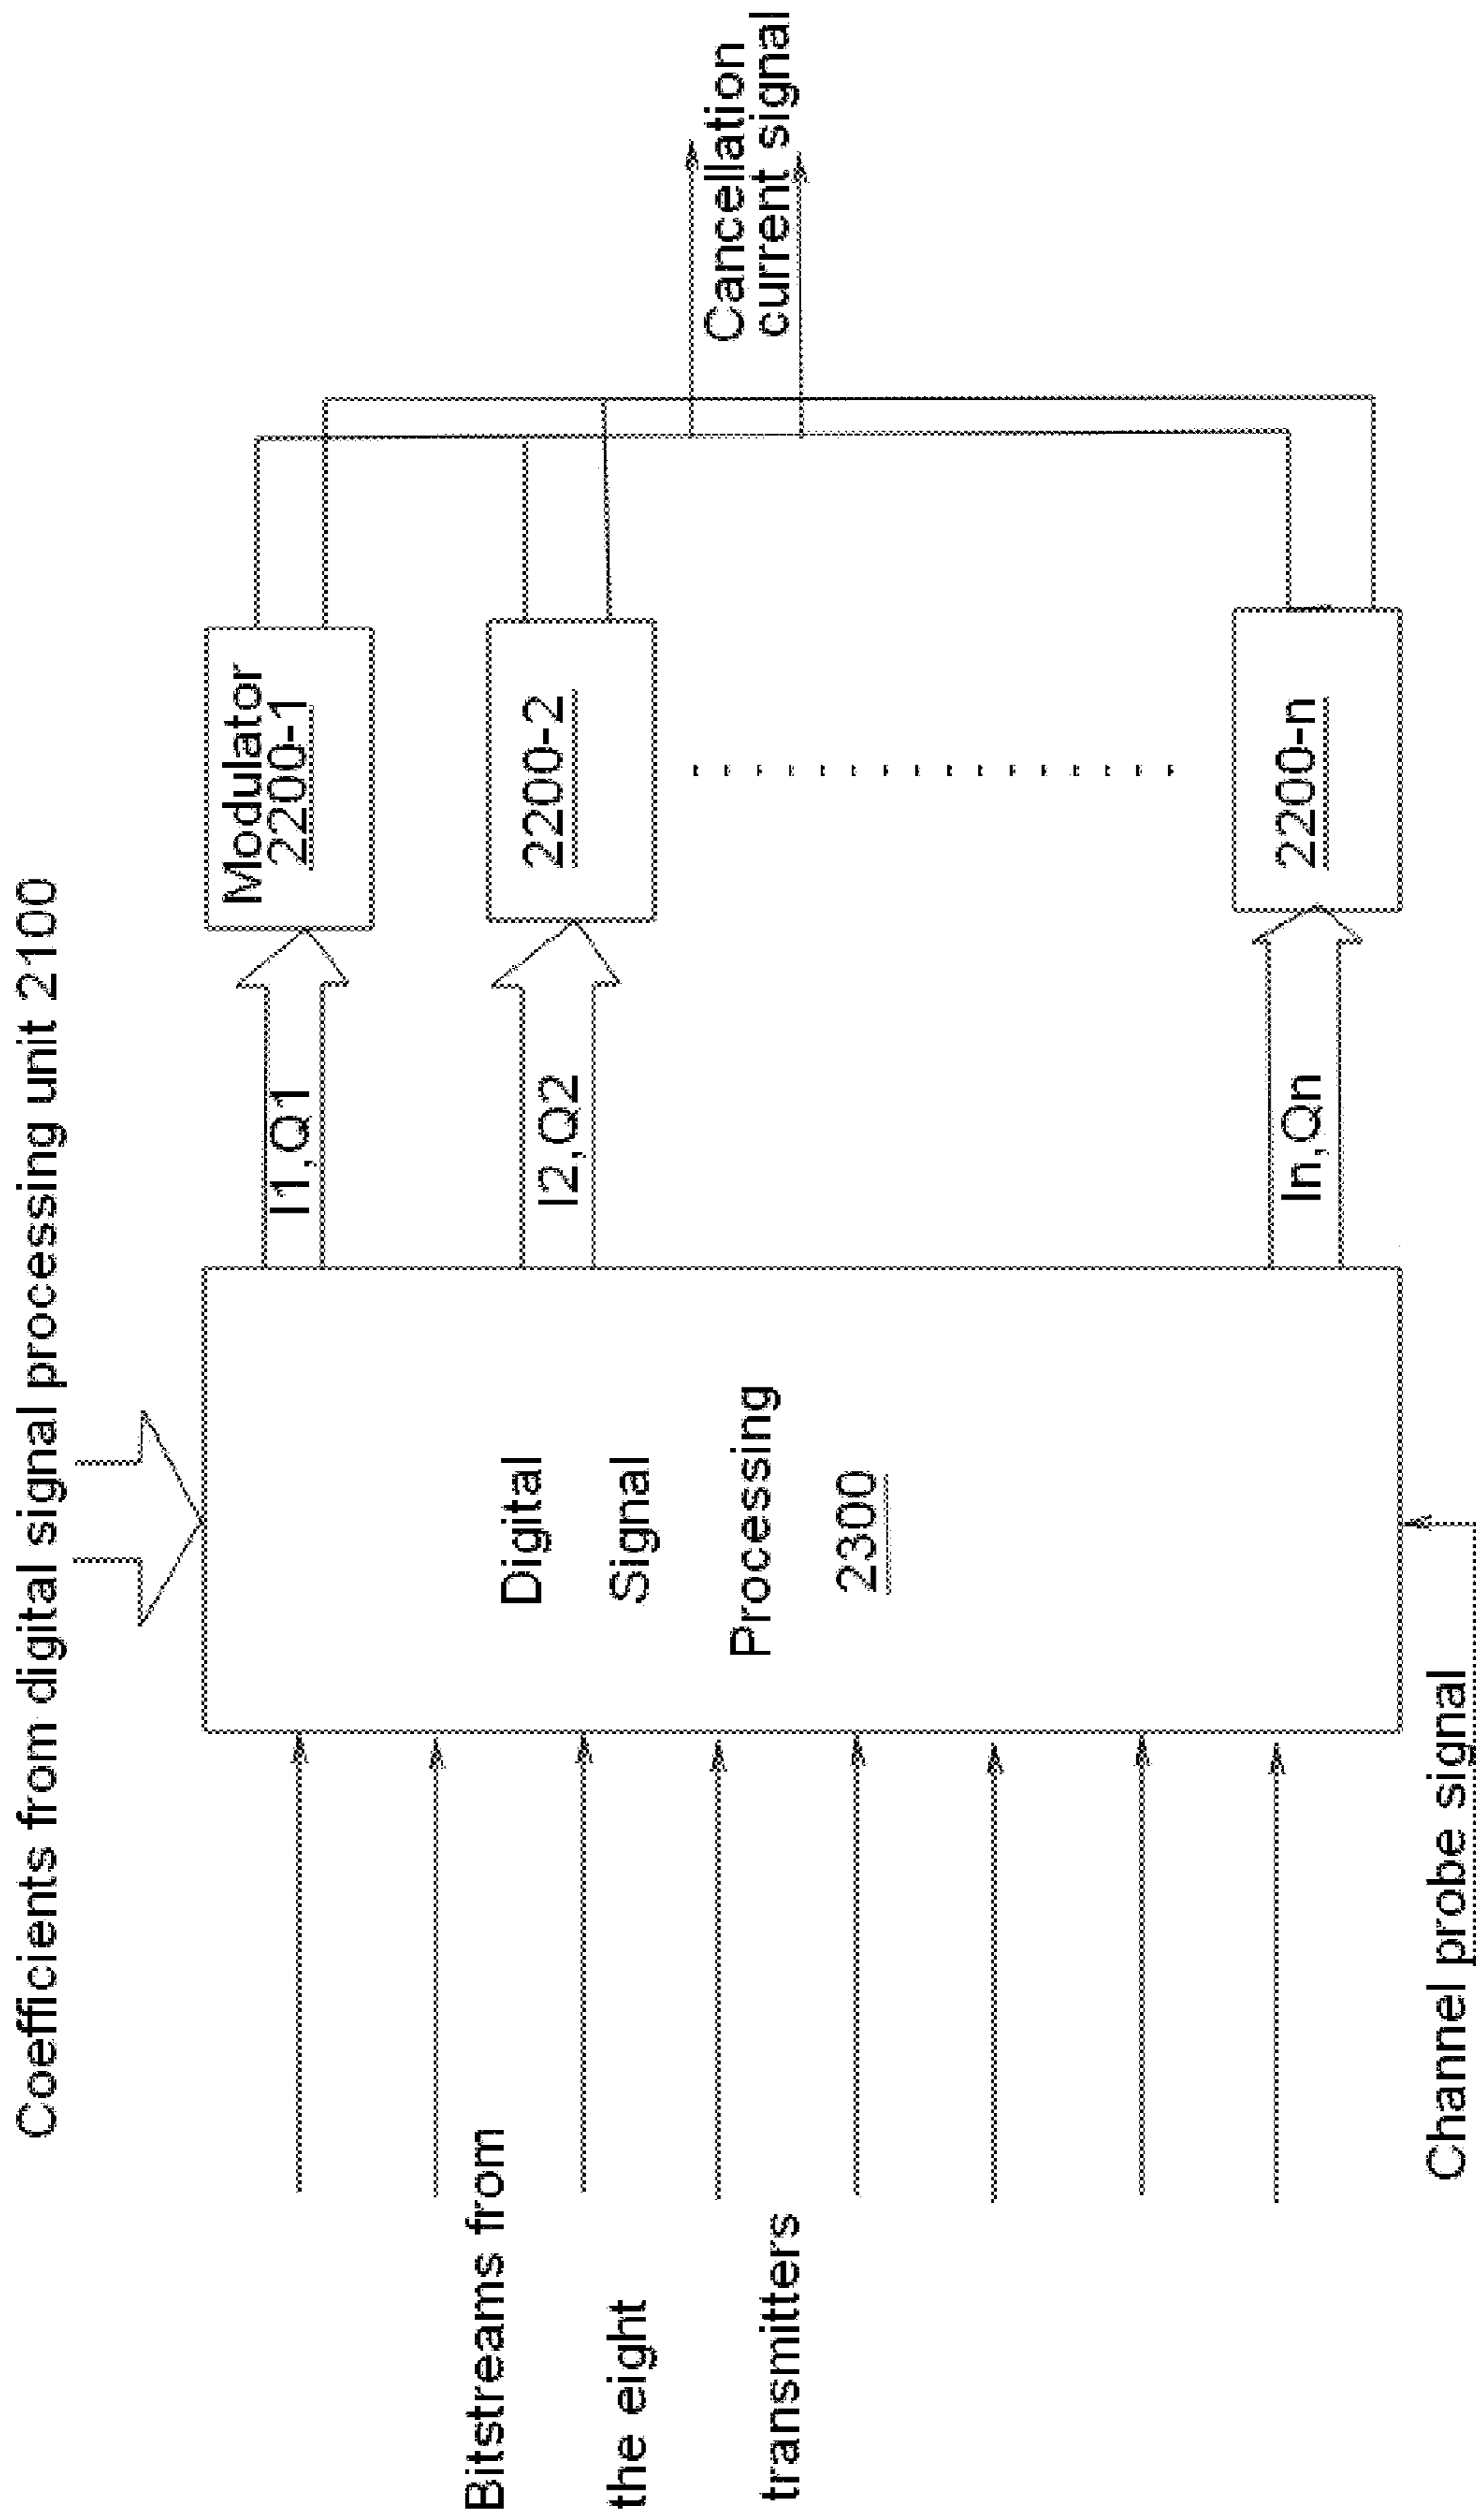 Coefficients from digital signal processing unit 2100
Bitstreams from
the eight
transmitters
Digital
Signal
Processing
2300
I1,Q1
I2,Q2
In,Qn
Modulator
2200-1
2200-2
2200-n
Cancellation
current signal
Channel probe signal